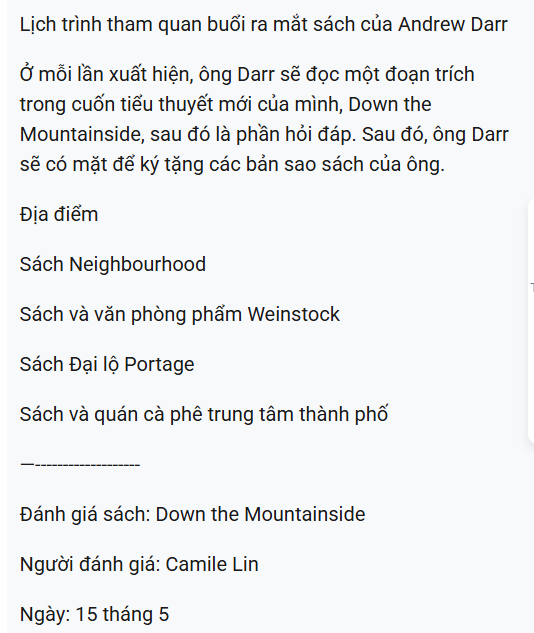 Lịch trình tham quan buổi ra mắt sách của Andrew Darr
Ở mỗi lần xuất hiện, ông Darr sẽ đọc một đoạn trích
trong cuốn tiểu thuyết mới của mình, Down the
Mountainside, sau đó là phần hỏi đáp. Sau đó, ông Darr
sẽ có mặt để ký tặng các bản sao sách của ông.
Địa điểm
Sách Neighbourhood
Sách và văn phòng phẩm Weinstock
Sách Đại lộ Portage
Sách và quán cà phê trung tâm thành phố
—-------------------
Đánh giá sách: Down the Mountainside
Người đánh giá: Camile Lin
Ngày: 15 tháng 5